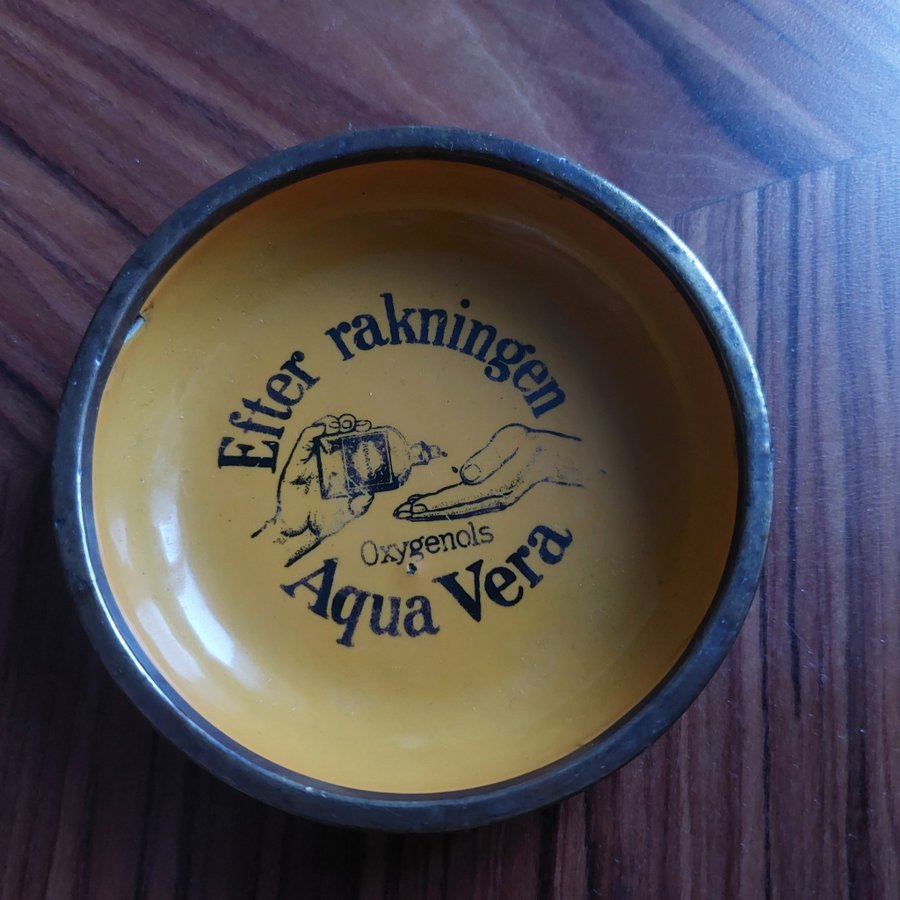 Efter rakningen
Oxygenols
Aqua Vera